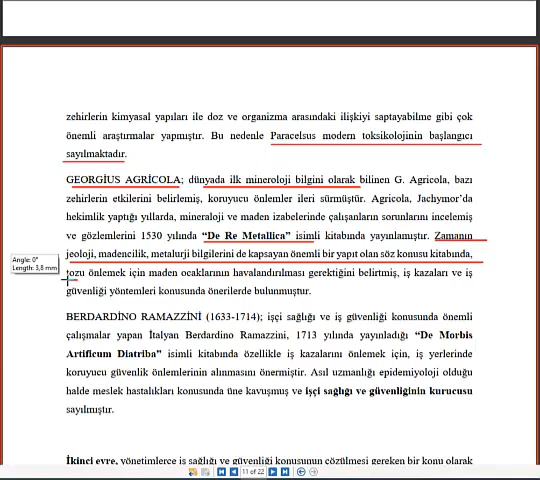 zehirlerin kimyasal yapıları ile doz ve organizma arasındaki ilişkiyi saptayabilme gibi çok
önemli araştırmalar yapmıştır. Bu nedenle Paracelsus modern toksikolojinin başlangıcı
sayılmaktadır.
GEORGİUS AGRİCOLA; dünyada ilk mineroloji bilgini olarak bilinen G. Agricola, bazı
zehirlerin etkilerini belirlemiş, koruyucu önlemler ileri sürmüştür. Agricola, Jachymor’da
hekimlik yaptığı yıllarda, mineraloji ve maden izabelerinde çalışanların sorunlarını incelemiş
ve gözlemlerini 1530 yılında “De Re Metallica” isimli kitabında yayınlamıştır. Zamanın
jeoloji, madencilik, metalurji bilgilerini de kapsayan önemli bir yapıt olan söz konusu kitabında,
Angle: 0°
Length: 3,8 mm
tozu önlemek için maden ocaklarının havalandırılması gerektiğini belirtmiş, iş kazaları ve iş
güvenliği yöntemleri konusunda önerilerde bulunmuştur.
BERDARDİNO RAMAZZİNİ (1633-1714); işçi sağlığı ve iş güvenliği konusunda önemli
çalışmalar yapan İtalyan Berdardino Ramazzini, 1713 yılında yayınladığı “De Morbis
Artificum Diatriba” isimli kitabında özellikle iş kazalarını önlemek için, iş yerlerinde
koruyucu güvenlik önlemlerinin alınmasını önermiştir. Asıl uzmanlığı epidemiyoloji olduğu
halde meslek hastalıkları konusunda üne kavuşmuş ve işçi sağlığı ve güvenliğinin kurucusu
sayılmıştır.
İkinci evre, yönetimlerce iş sağlığı ve güvenliği konusunun çözülmesi gereken bir konu olarak
11 of 22